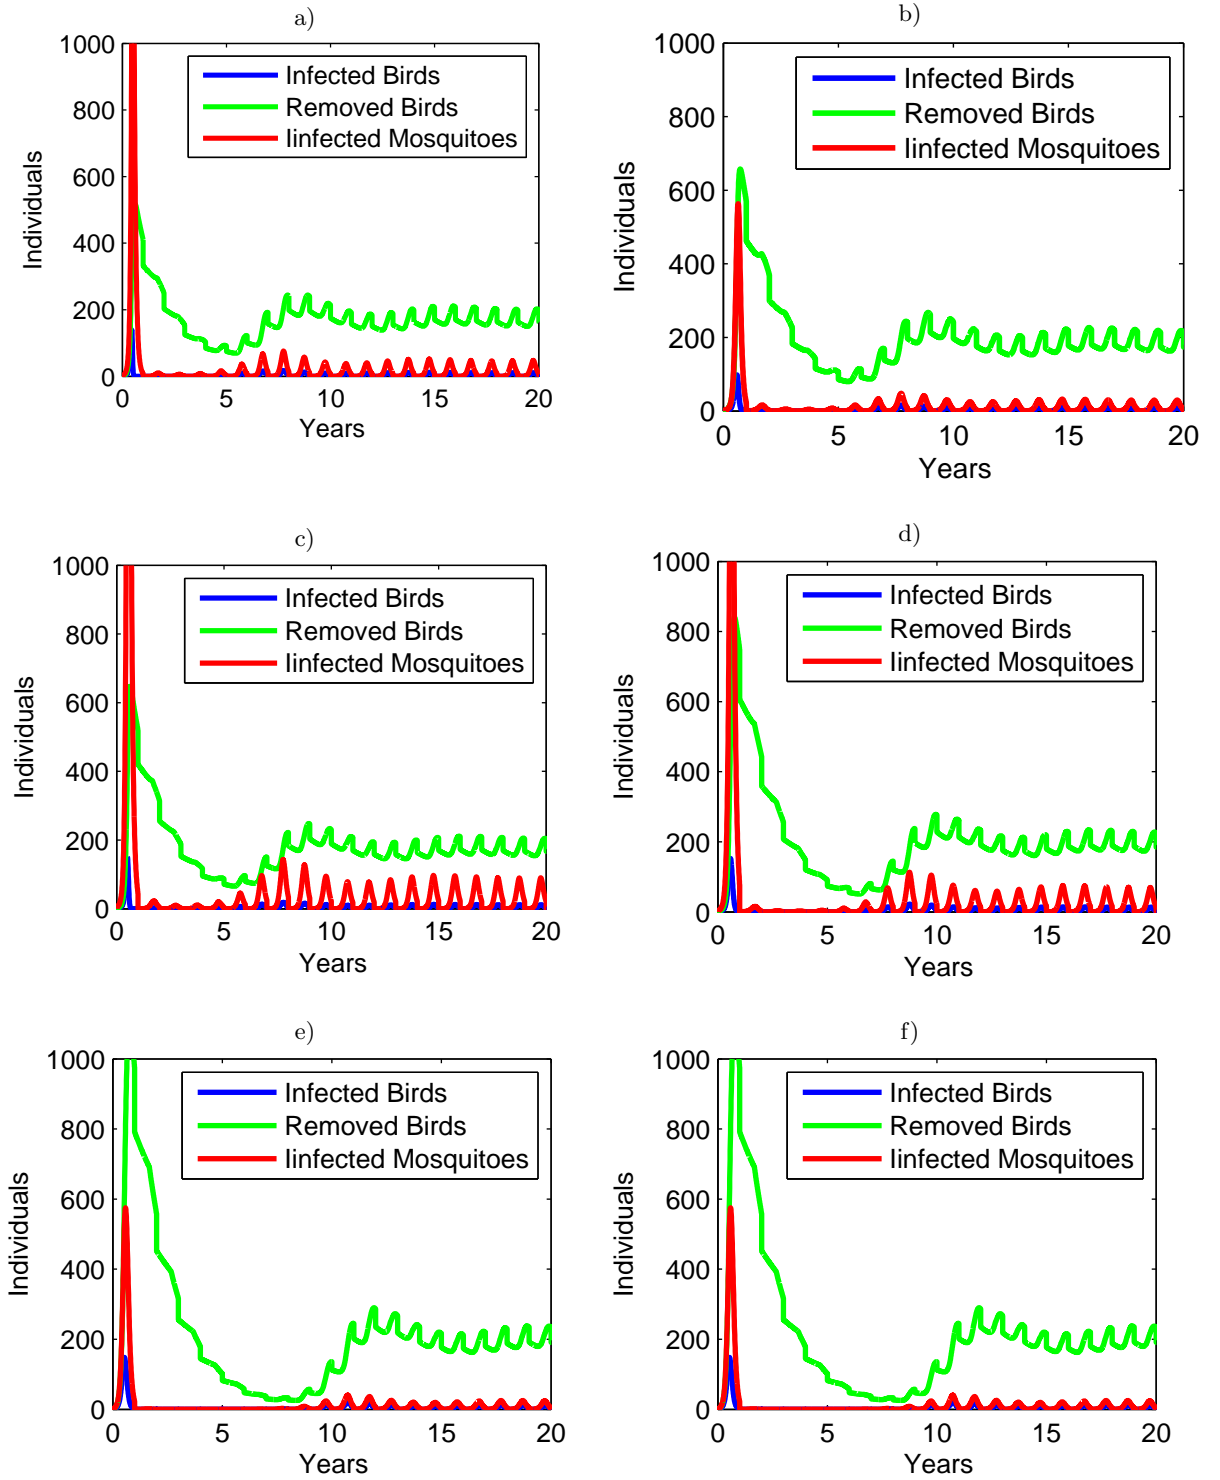 a)
1000
800
600
400
200
0
Individuals
Infected Birds
Removed Birds
Iinfected Mosquitoes
0 5 10 15 20
Years
b)
1000
800
600
400
200
0
Individuals
Infected Birds
Removed Birds
Iinfected Mosquitoes
0 5 10 15 20
Years
c)
1000
800
600
400
200
0
Individuals
Infected Birds
Removed Birds
Iinfected Mosquitoes
0 5 10 15 20
Years
d)
1000
800
600
400
200
0
Individuals
Infected Birds
Removed Birds
Iinfected Mosquitoes
0 5 10 15 20
Years
e)
1000
800
600
400
200
0
Individuals
Infected Birds
Removed Birds
Iinfected Mosquitoes
0 5 10 15 20
Years
f)
1000
800
600
400
200
0
Individuals
Infected Birds
Removed Birds
Iinfected Mosquitoes
0 5 10 15 20
Years